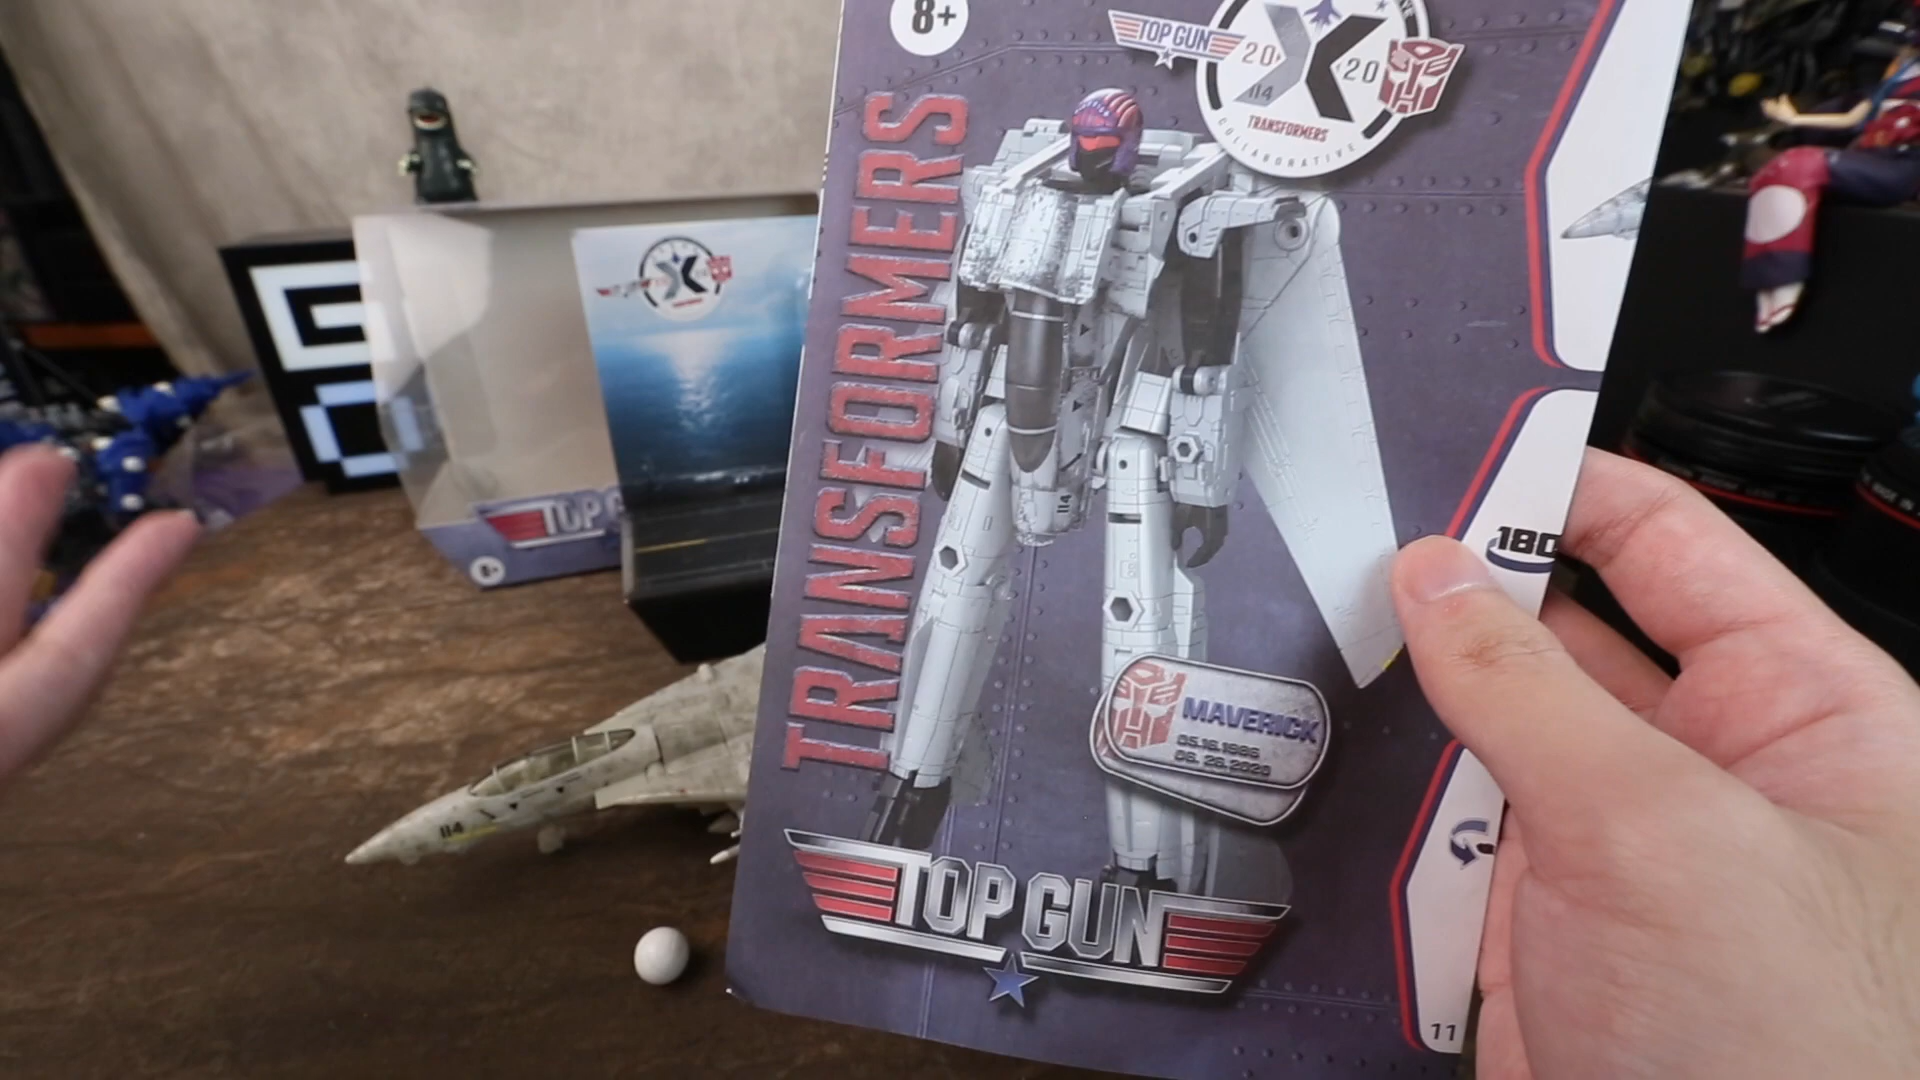 8+
TOP GUN
20
20
114
TRANSFORMERS
COLLABORATIVE
TRANSFORMERS
114
180
MAVERICK
05.16.1986
06.26.2020
TOP GUN
11
TOP G
8+
114